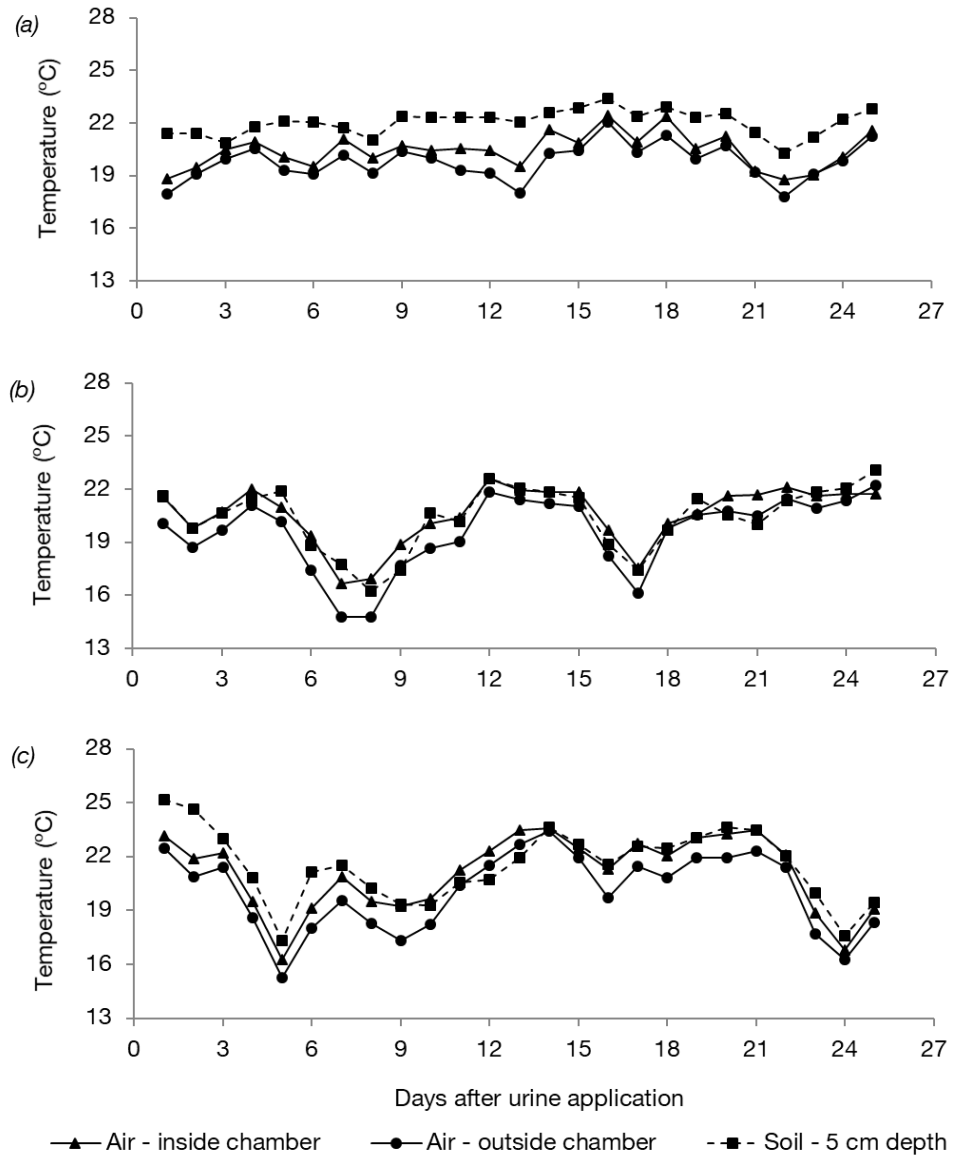 (a)
Temperature (ºC)
28
25
22
19
16
13
0 3 6 9 12 15 18 21 24 27
(b)
Temperature (ºC)
28
25
22
19
16
13
0 3 6 9 12 15 18 21 24 27
(c)
Temperature (ºC)
28
25
22
19
16
13
0 3 6 9 12 15 18 21 24 27
Days after urine application
Air - inside chamber Air - outside chamber Soil - 5 cm depth